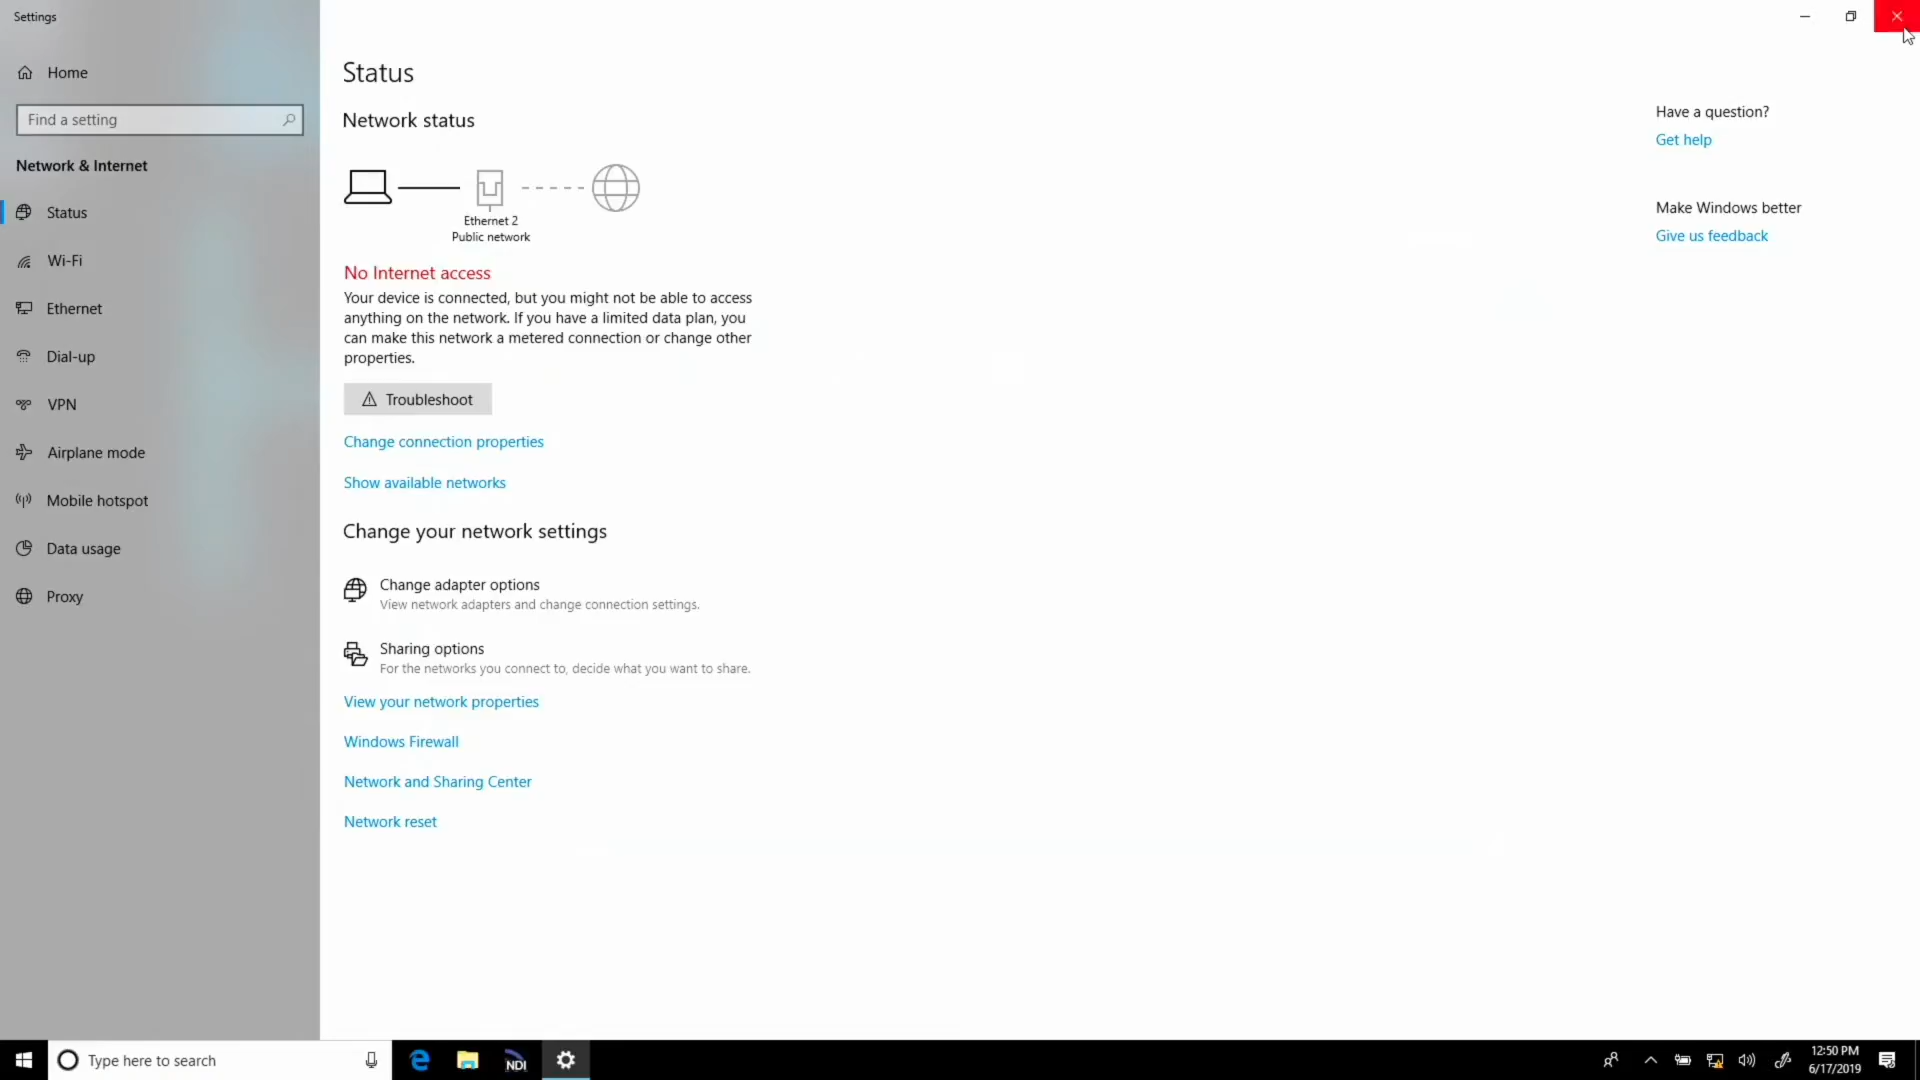 Settings
Home
Find a setting
Network & Internet
Status
Wi-Fi
Ethernet
Dial-up
VPN
Airplane mode
Mobile hotspot
Data usage
Proxy
Status
Network status
Ethernet 2
Public network
No Internet access
Your device is connected, but you might not be able to access
anything on the network. If you have a limited data plan, you
can make this network a metered connection or change other
properties.
Troubleshoot
Change connection properties
Show available networks
Change your network settings
Change adapter options
View network adapters and change connection settings.
Sharing options
For the networks you connect to, decide what you want to share.
View your network properties
Windows Firewall
Network and Sharing Center
Network reset
Have a question?
Get help
Make Windows better
Give us feedback
Type here to search
NDI
12:50 PM
6/17/2019